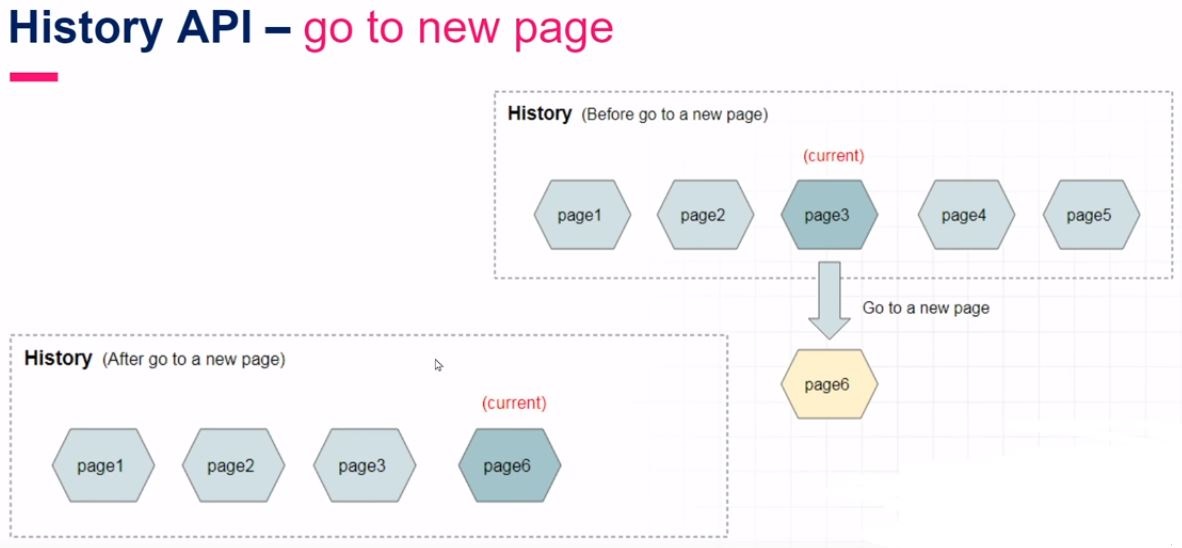 History API – go to new page
History (Before go to a new page)
(current)
page1 page2 page3 page4 page5
Go to a new page
page6
History (After go to a new page)
(current)
page1 page2 page3 page6